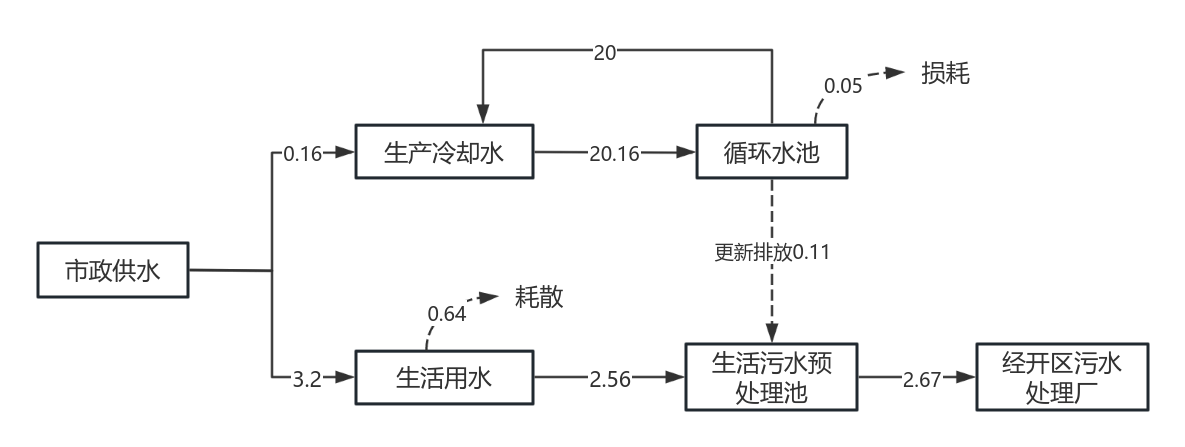 20
0.05
损耗
0.16
生产冷却水
20.16
循环水池
市政供水
更新排放0.11
0.64
耗散
3.2
生活用水
2.56
生活污水预
处理池
2.67
经开区污水
处理厂